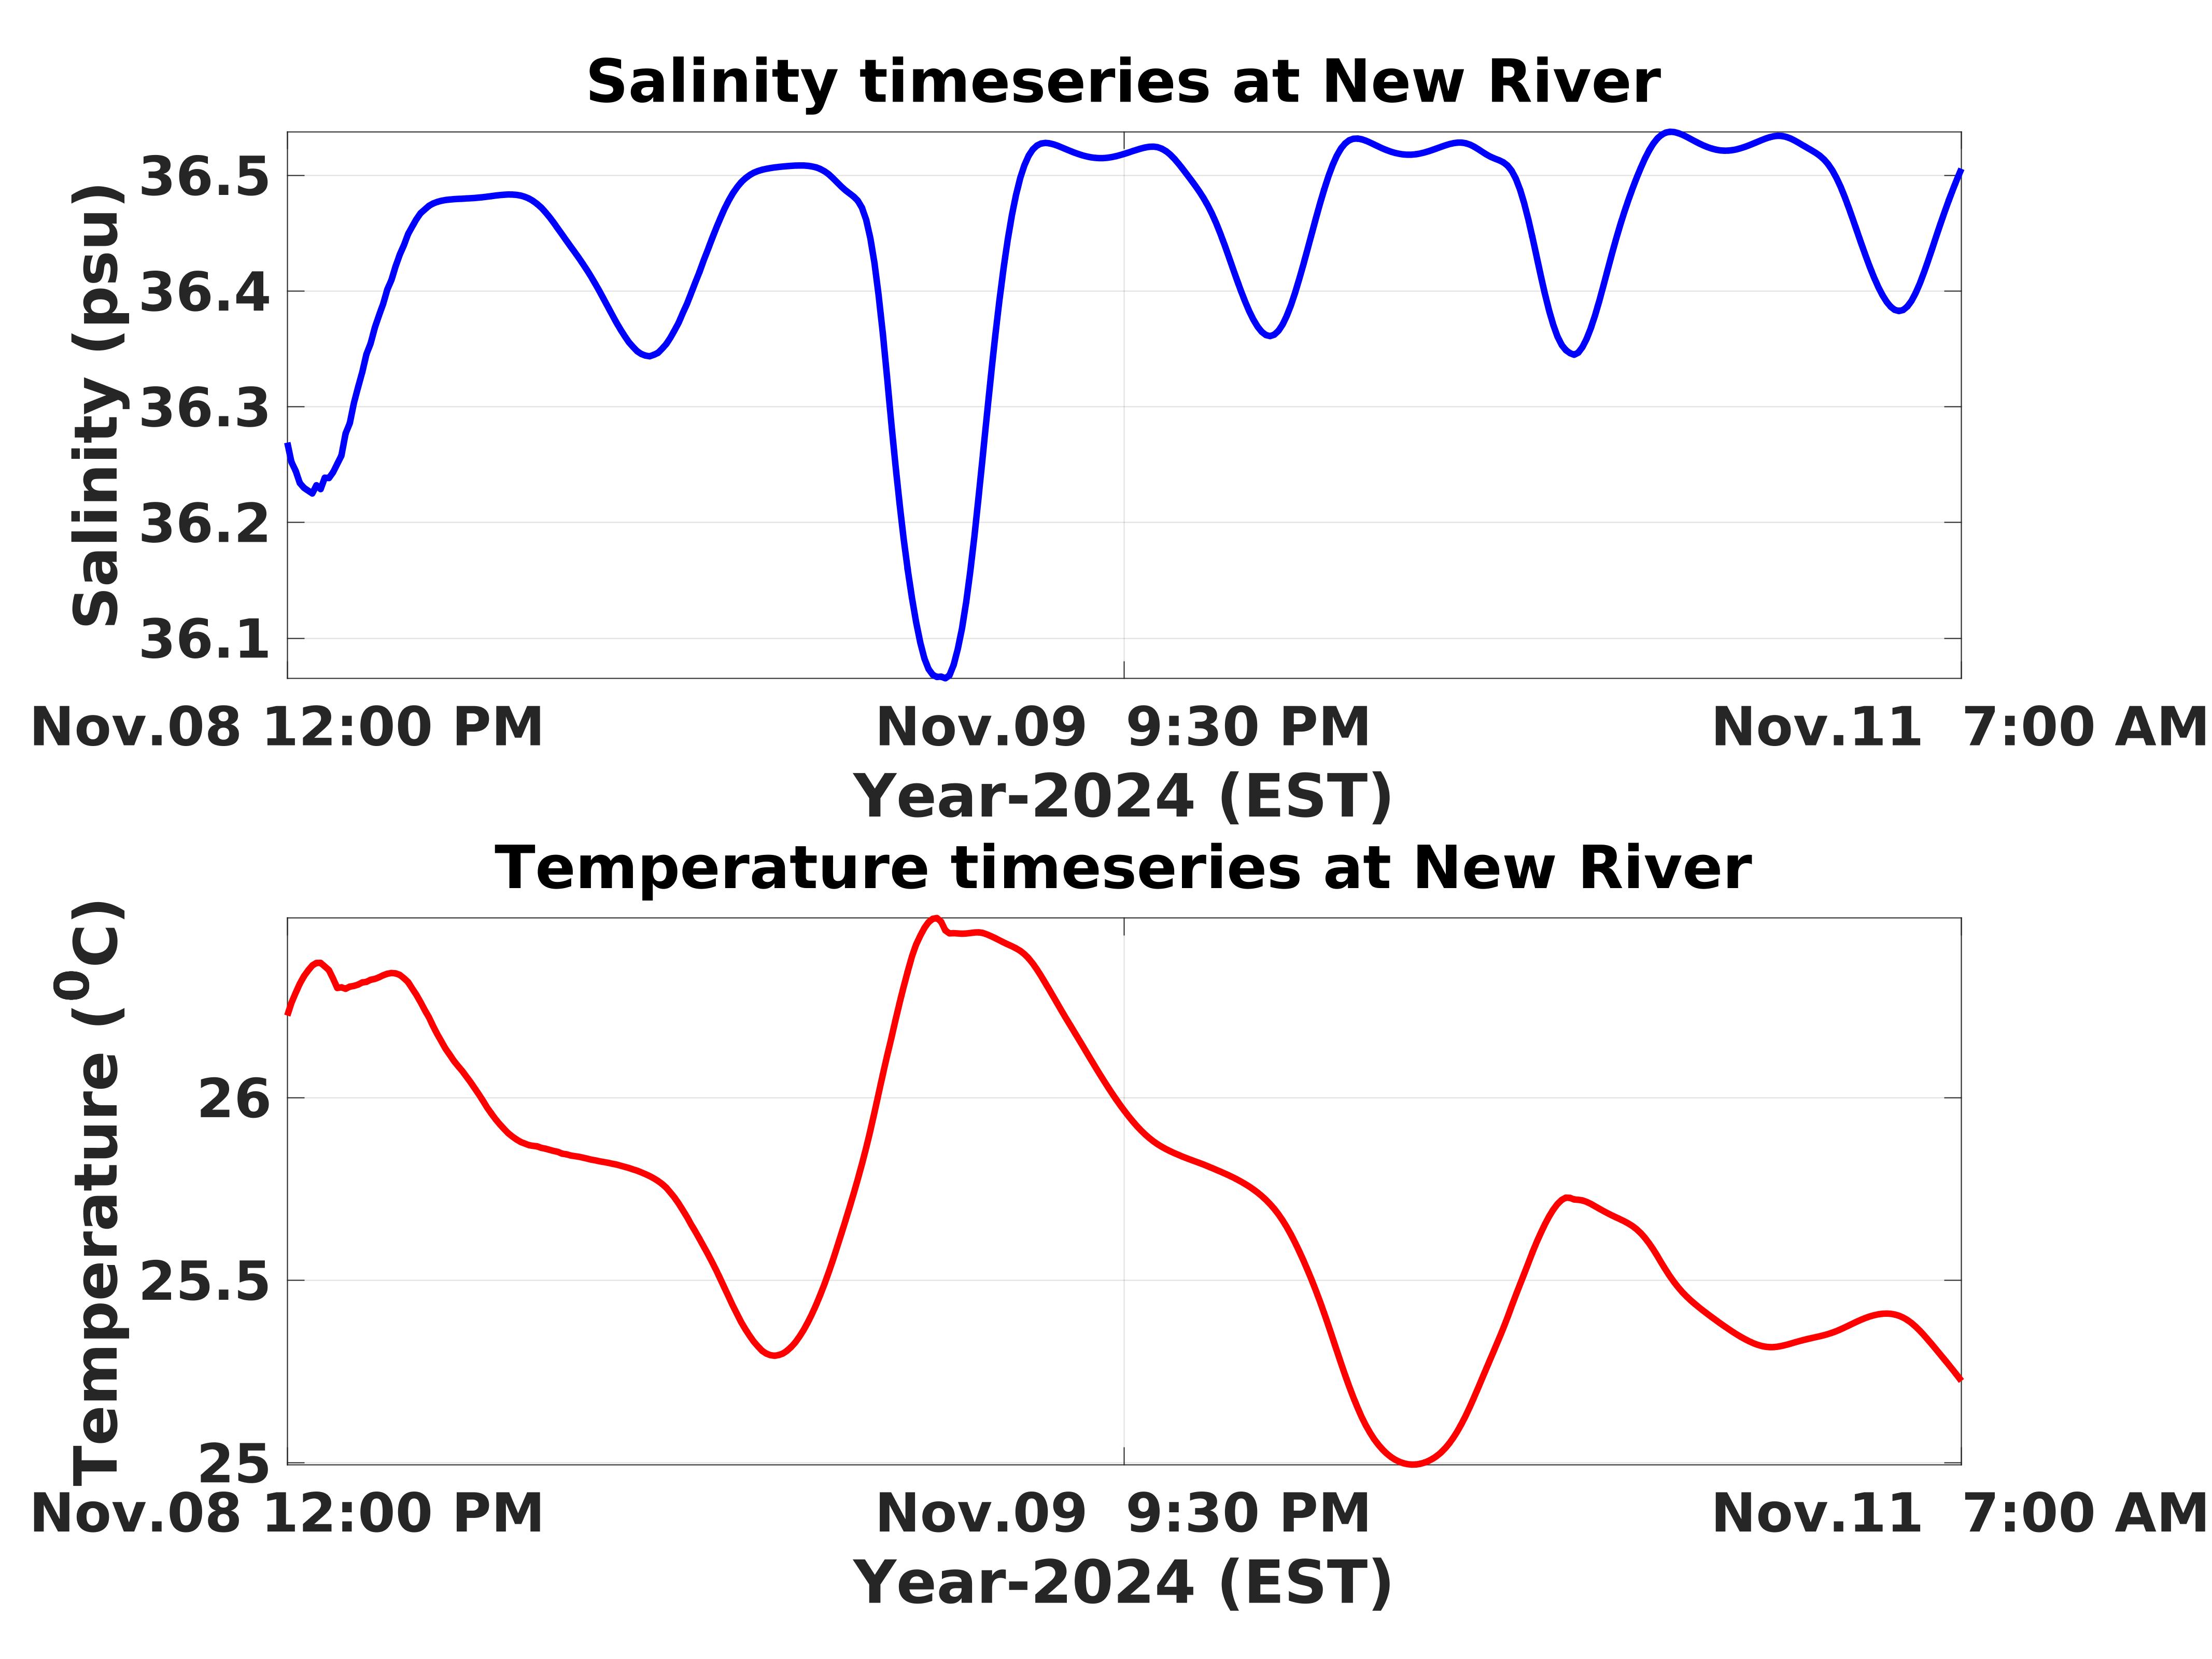 Salinity timeseries at New River
Salinity (psu)
36.5
36.4
36.3
36.2
36.1
Nov.08 12:00 PM Nov.09  9:30 PM Nov.11  7:00 AM
Year-2024 (EST)
Temperature timeseries at New River
Temperature (⁰C)
26
25.5
25
Nov.08 12:00 PM Nov.09  9:30 PM Nov.11  7:00 AM
Year-2024 (EST)